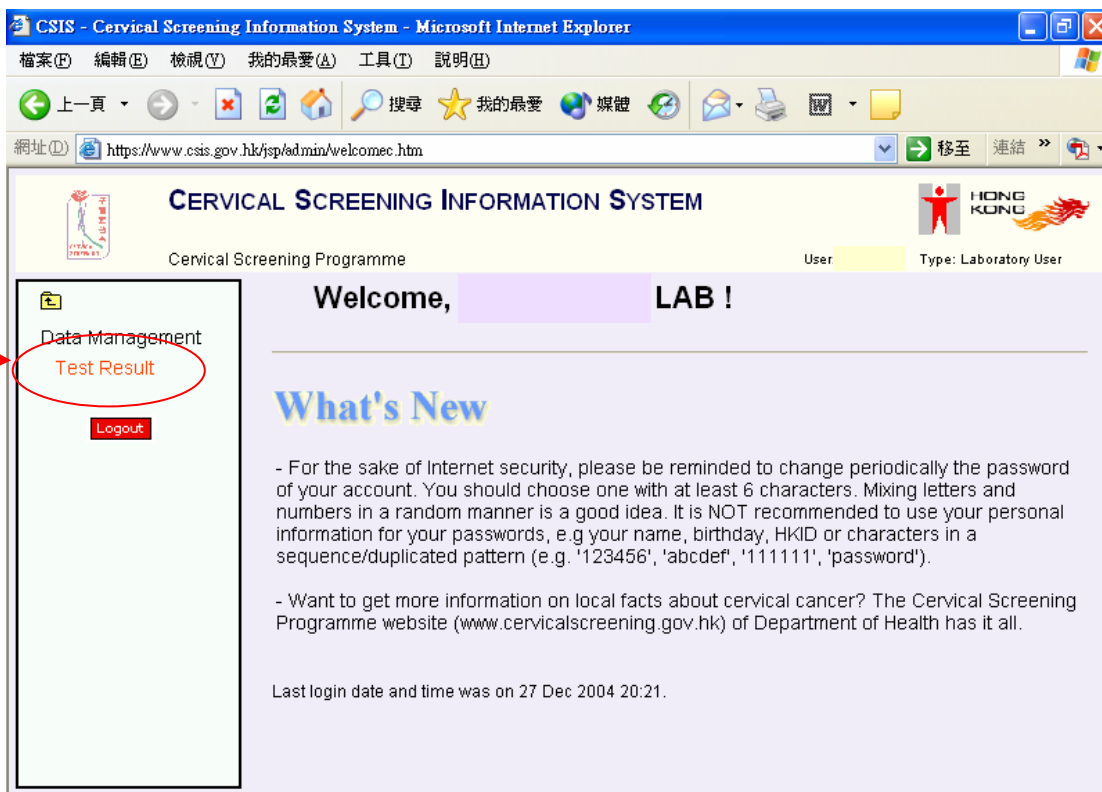 CSIS - Cervical Screening Information System - Microsoft Internet Explorer
檔案(F) 編輯(E) 檢視(V) 我的最愛(A) 工具(T) 說明(H)
上一頁 搜尋 我的最愛 媒體
網址(D) https://www.csis.gov.hk/jsp/admin/welcomec.htm 移至 連結 »
CERVICAL SCREENING INFORMATION SYSTEM
HONG KONG
Cervical Screening Programme User Type: Laboratory User
Welcome, LAB !
Data Management
Test Result
Logout
What's New
- For the sake of Internet security, please be reminded to change periodically the password
of your account. You should choose one with at least 6 characters. Mixing letters and
numbers in a random manner is a good idea. It is NOT recommended to use your personal
information for your passwords, e.g your name, birthday, HKID or characters in a
sequence/duplicated pattern (e.g. '123456', 'abcdef', '111111', 'password').
- Want to get more information on local facts about cervical cancer? The Cervical Screening
Programme website (www.cervicalscreening.gov.hk) of Department of Health has it all.
Last login date and time was on 27 Dec 2004 20:21.